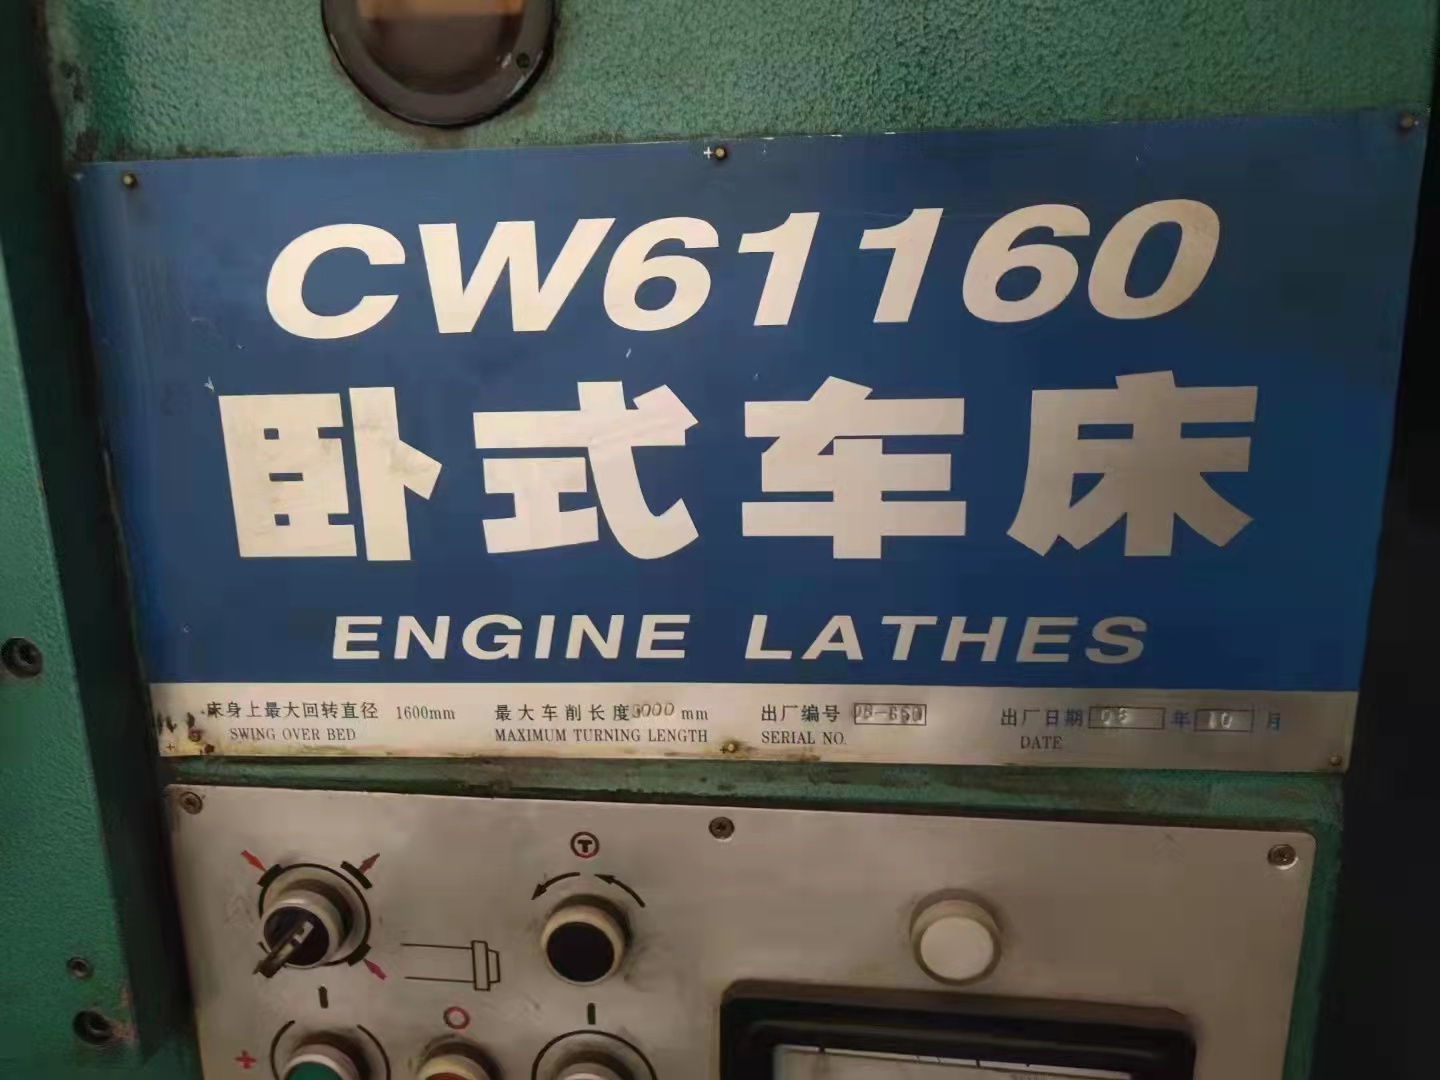 CW61160
卧式车床
ENGINE LATHES
床身上最大回转直径 1600mm 最大车削长度 mm 出厂编号 出厂日期 年 10 月
SWING OVER BED MAXIMUM TURNING LENGTH SERIAL NO. DATE
T